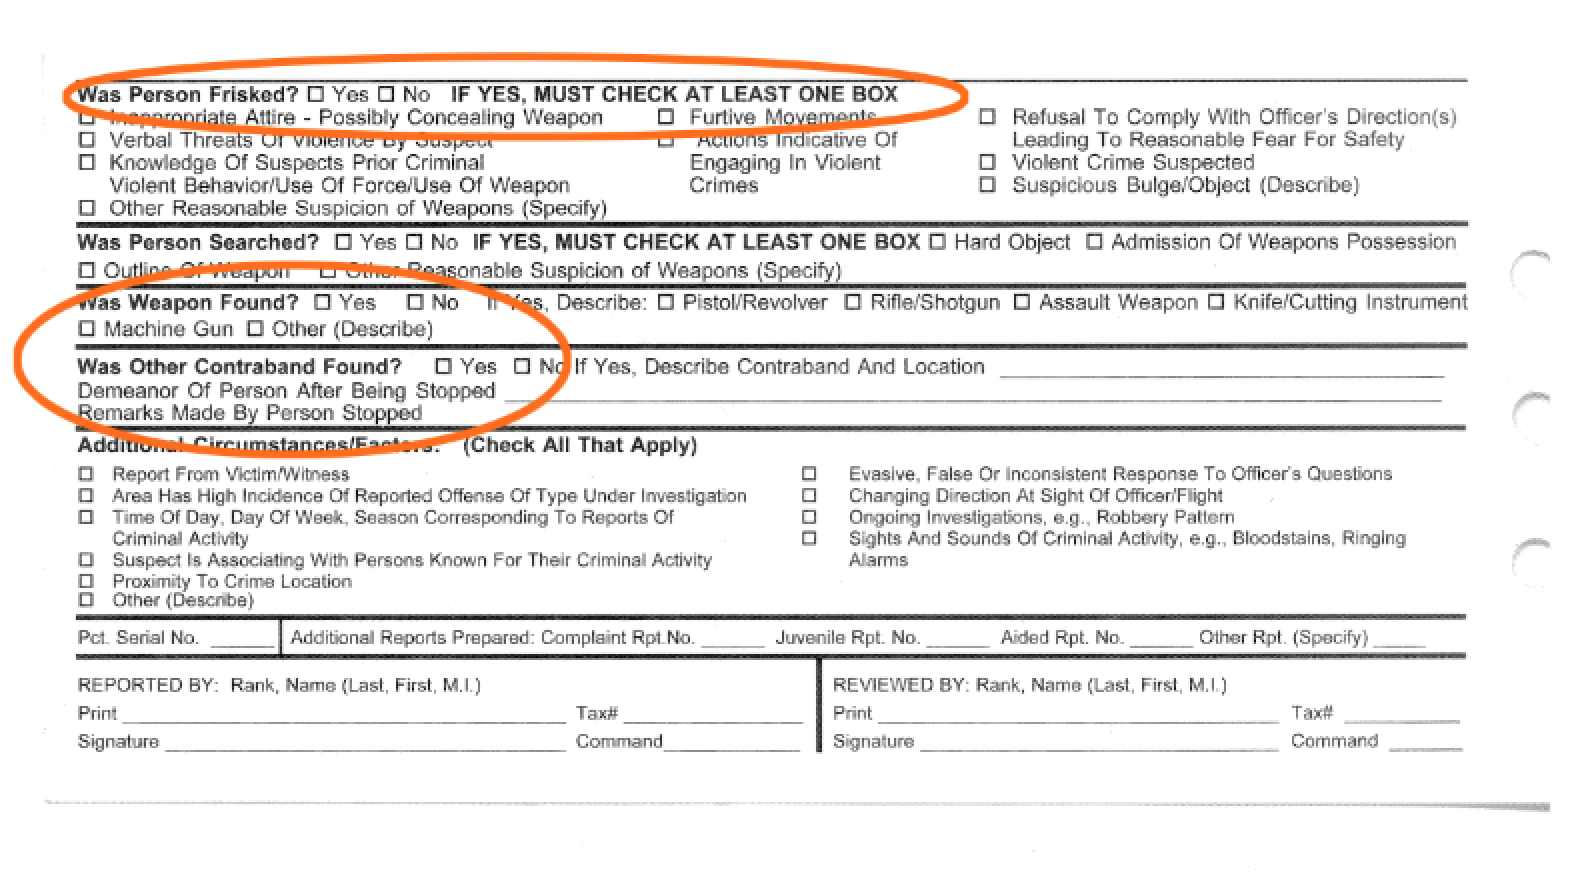 Was Person Frisked? ☐ Yes ☐ No IF YES, MUST CHECK AT LEAST ONE BOX
☐ Inappropriate Attire - Possibly Concealing Weapon ☐ Furtive Movements ☐ Refusal To Comply With Officer's Direction(s)
☐ Verbal Threats Of Violence By Suspect ☐ Actions Indicative Of Leading To Reasonable Fear For Safety
☐ Knowledge Of Suspects Prior Criminal Engaging In Violent ☐ Violent Crime Suspected
Violent Behavior/Use Of Force/Use Of Weapon Crimes ☐ Suspicious Bulge/Object (Describe)
☐ Other Reasonable Suspicion of Weapons (Specify)
Was Person Searched? ☐ Yes ☐ No IF YES, MUST CHECK AT LEAST ONE BOX ☐ Hard Object ☐ Admission Of Weapons Possession
☐ Outline Of Weapon ☐ Other Reasonable Suspicion of Weapons (Specify)
Was Weapon Found? ☐ Yes ☐ No If Yes, Describe: ☐ Pistol/Revolver ☐ Rifle/Shotgun ☐ Assault Weapon ☐ Knife/Cutting Instrument
☐ Machine Gun ☐ Other (Describe)
Was Other Contraband Found? ☐ Yes ☐ No If Yes, Describe Contraband And Location
Demeanor Of Person After Being Stopped
Remarks Made By Person Stopped
Additional Circumstances/Factors: (Check All That Apply)
☐ Report From Victim/Witness ☐ Evasive, False Or Inconsistent Response To Officer's Questions
☐ Area Has High Incidence Of Reported Offense Of Type Under Investigation ☐ Changing Direction At Sight Of Officer/Flight
☐ Time Of Day, Day Of Week, Season Corresponding To Reports Of ☐ Ongoing Investigations, e.g., Robbery Pattern
Criminal Activity ☐ Sights And Sounds Of Criminal Activity, e.g., Bloodstains, Ringing
☐ Suspect Is Associating With Persons Known For Their Criminal Activity Alarms
☐ Proximity To Crime Location
☐ Other (Describe)
Pct. Serial No. Additional Reports Prepared: Complaint Rpt.No. Juvenile Rpt. No. Aided Rpt. No. Other Rpt. (Specify)
REPORTED BY: Rank, Name (Last, First, M.I.) REVIEWED BY: Rank, Name (Last, First, M.I.)
Print Tax# Print Tax#
Signature Command Signature Command